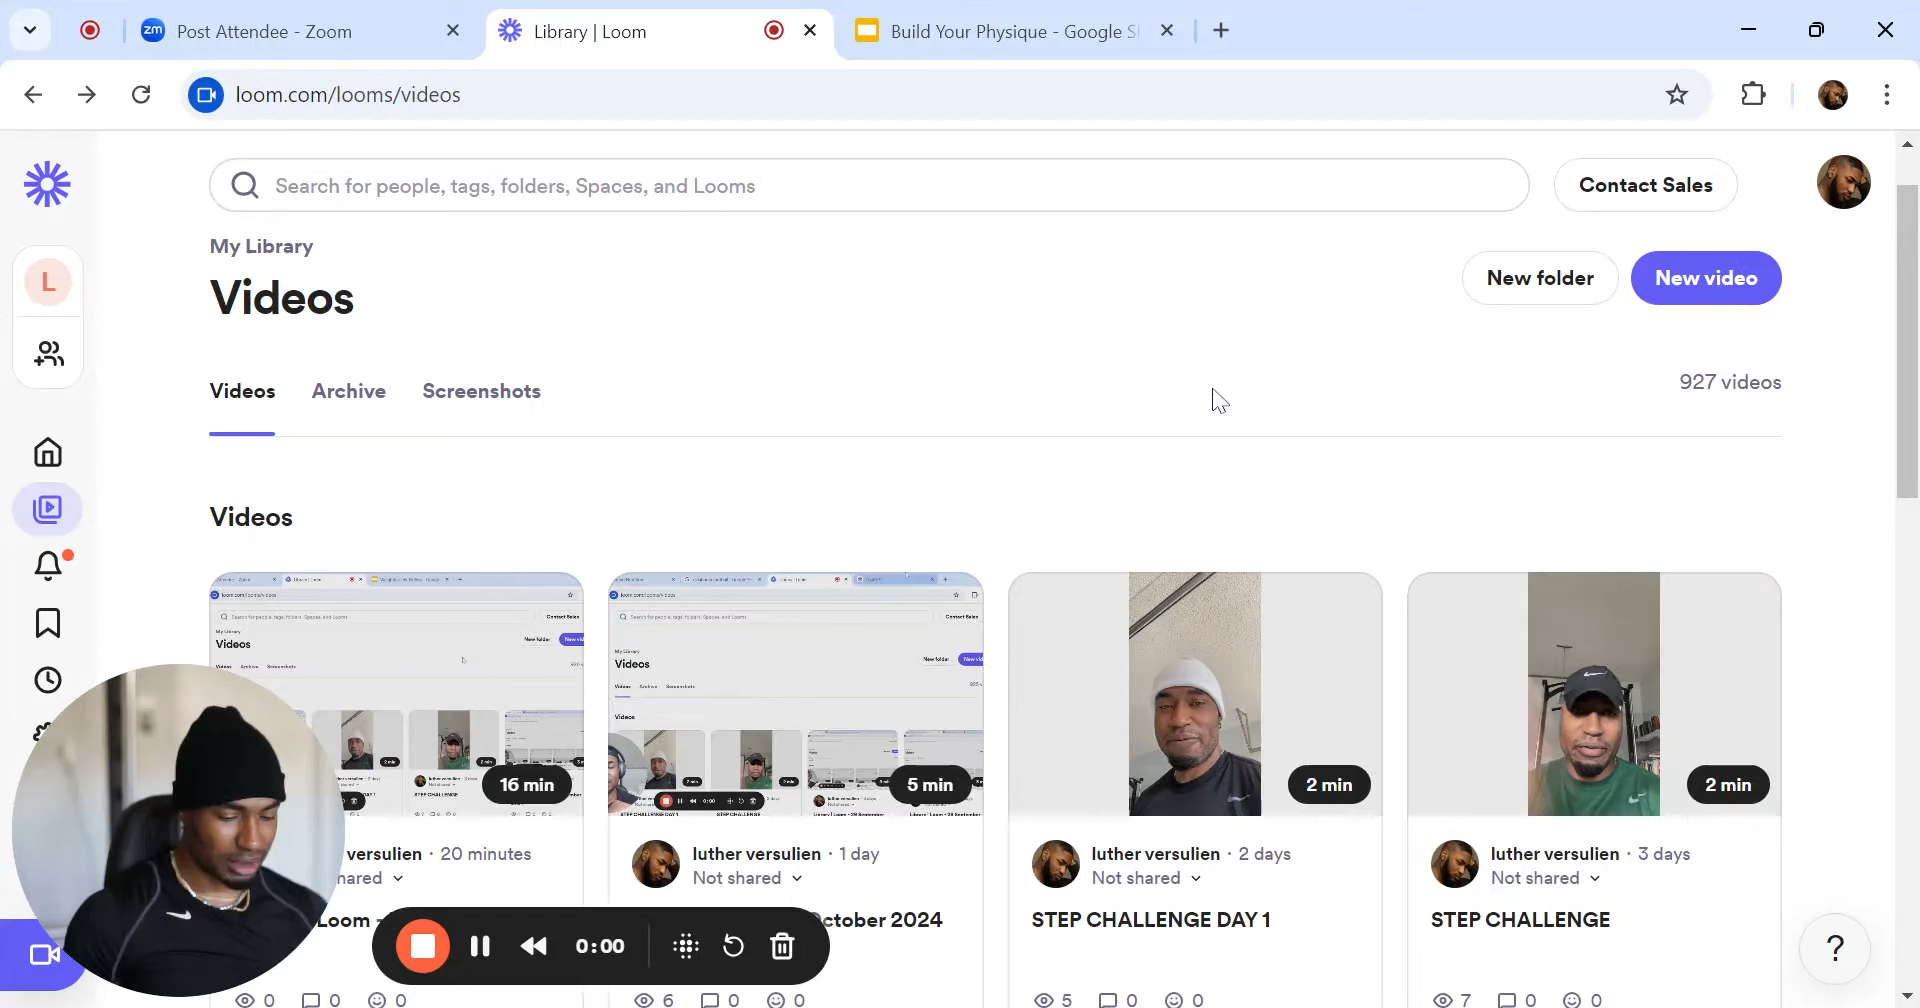 zm Post Attendee - Zoom
Library | Loom
Build Your Physique - Google Sl
loom.com/looms/videos
Search for people, tags, folders, Spaces, and Looms
Contact Sales
My Library
Videos
New folder
New video
L
Videos Archive Screenshots
927 videos
Videos
16 min
5 min
2 min
2 min
versulien · 20 minutes
hared
luther versulien · 1 day
Not shared
luther versulien · 2 days
Not shared
luther versulien · 3 days
Not shared
Loom -
ctober 2024
STEP CHALLENGE DAY 1
STEP CHALLENGE
0:00
?
0 0 0
6 0 0
5 0 0
7 0 0